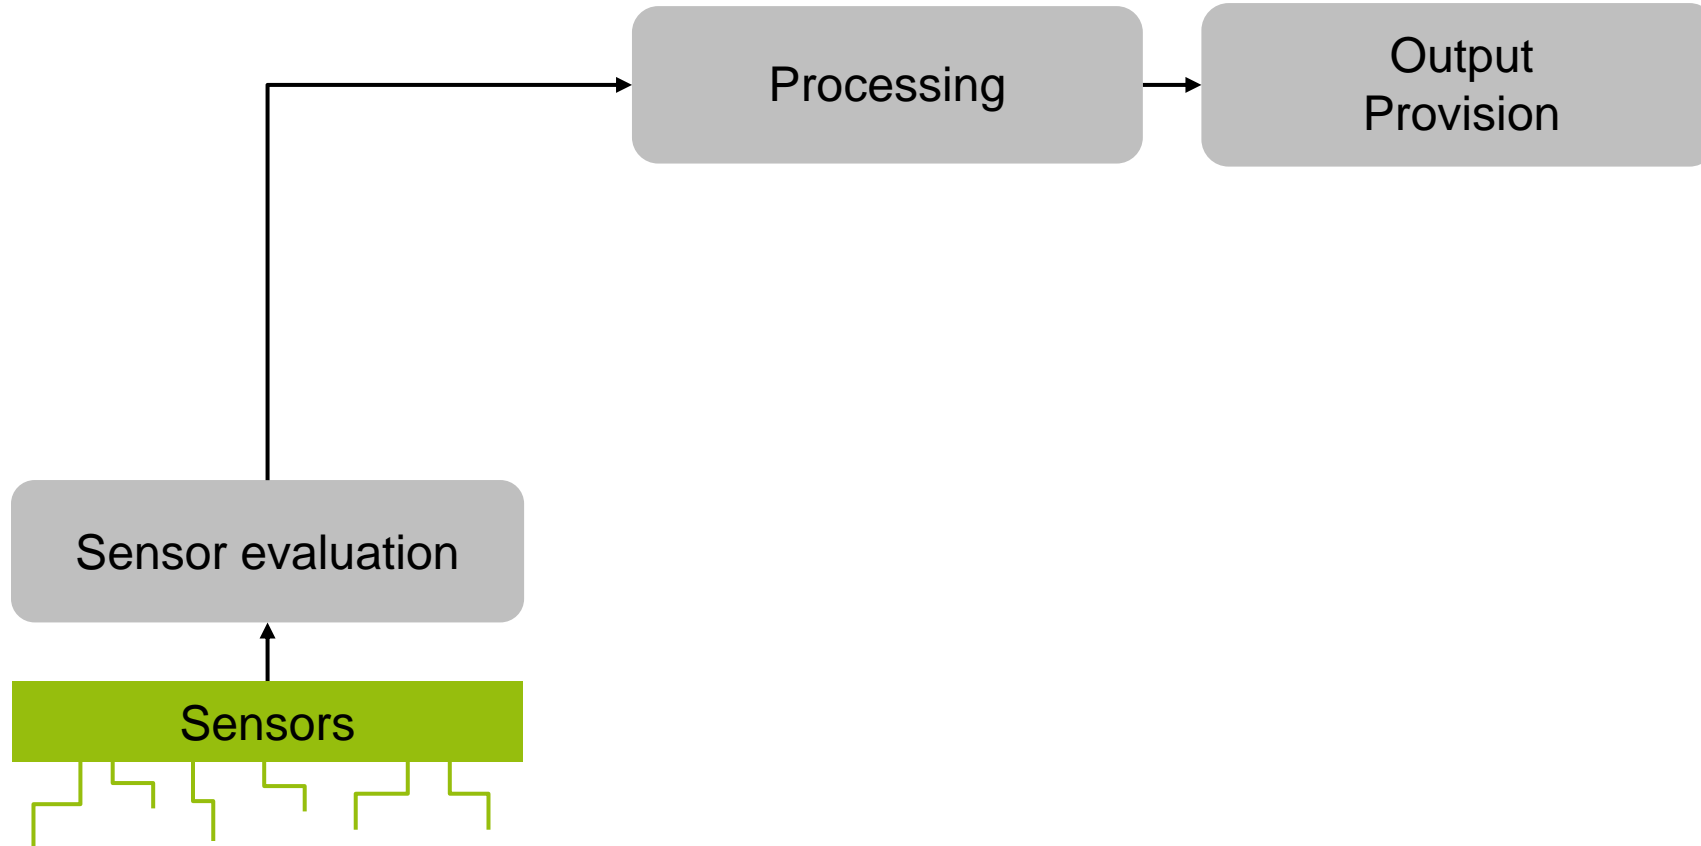 Processing
Output
Provision
Sensor evaluation
Sensors